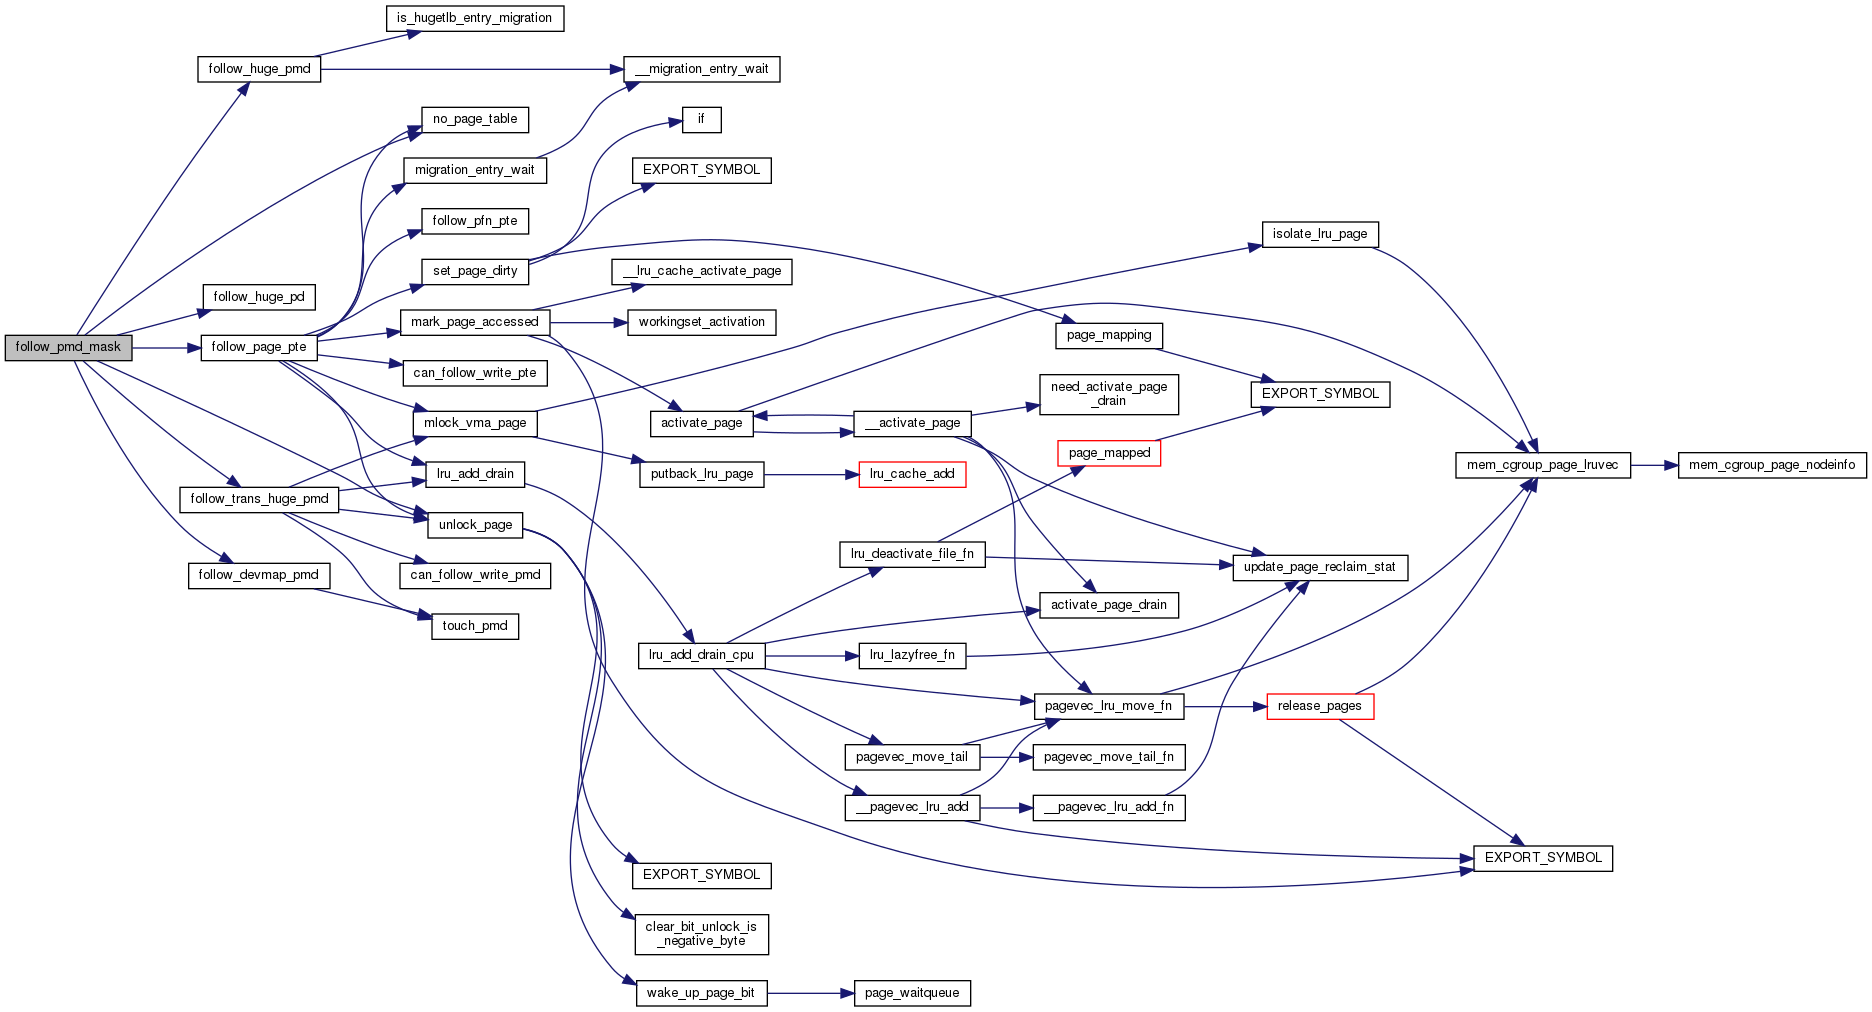 is_hugetlb_entry_migration
follow_huge_pmd
__migration_entry_wait
no_page_table
if
migration_entry_wait
EXPORT_SYMBOL
follow_pfn_pte
isolate_lru_page
set_page_dirty
__lru_cache_activate_page
follow_huge_pd
mark_page_accessed
workingset_activation
page_mapping
follow_pmd_mask
follow_page_pte
can_follow_write_pte
need_activate_page
_drain
EXPORT_SYMBOL
mlock_vma_page
activate_page
__activate_page
page_mapped
mem_cgroup_page_lruvec
mem_cgroup_page_nodeinfo
lru_add_drain
putback_lru_page
lru_cache_add
follow_trans_huge_pmd
unlock_page
lru_deactivate_file_fn
update_page_reclaim_stat
follow_devmap_pmd
can_follow_write_pmd
activate_page_drain
touch_pmd
lru_add_drain_cpu
lru_lazyfree_fn
pagevec_lru_move_fn
release_pages
pagevec_move_tail
pagevec_move_tail_fn
__pagevec_lru_add
__pagevec_lru_add_fn
EXPORT_SYMBOL
EXPORT_SYMBOL
clear_bit_unlock_is
_negative_byte
wake_up_page_bit
page_waitqueue